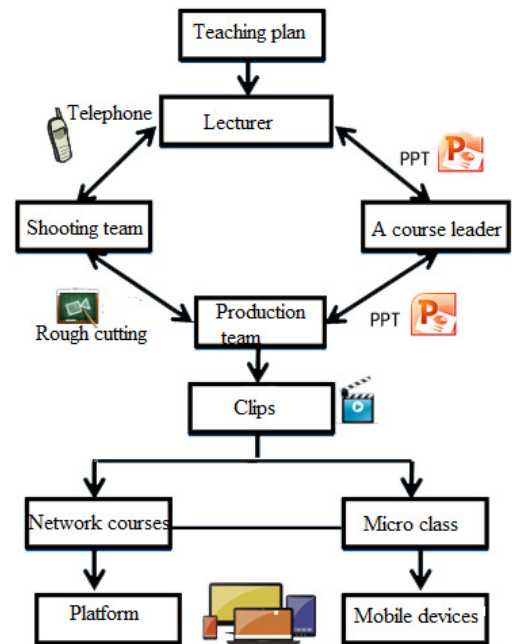 Teaching plan
Telephone
Lecturer
PPT
Shooting team
A course leader
Rough cutting
Production
team
PPT
Clips
Network courses
Micro class
Platform
Mobile devices